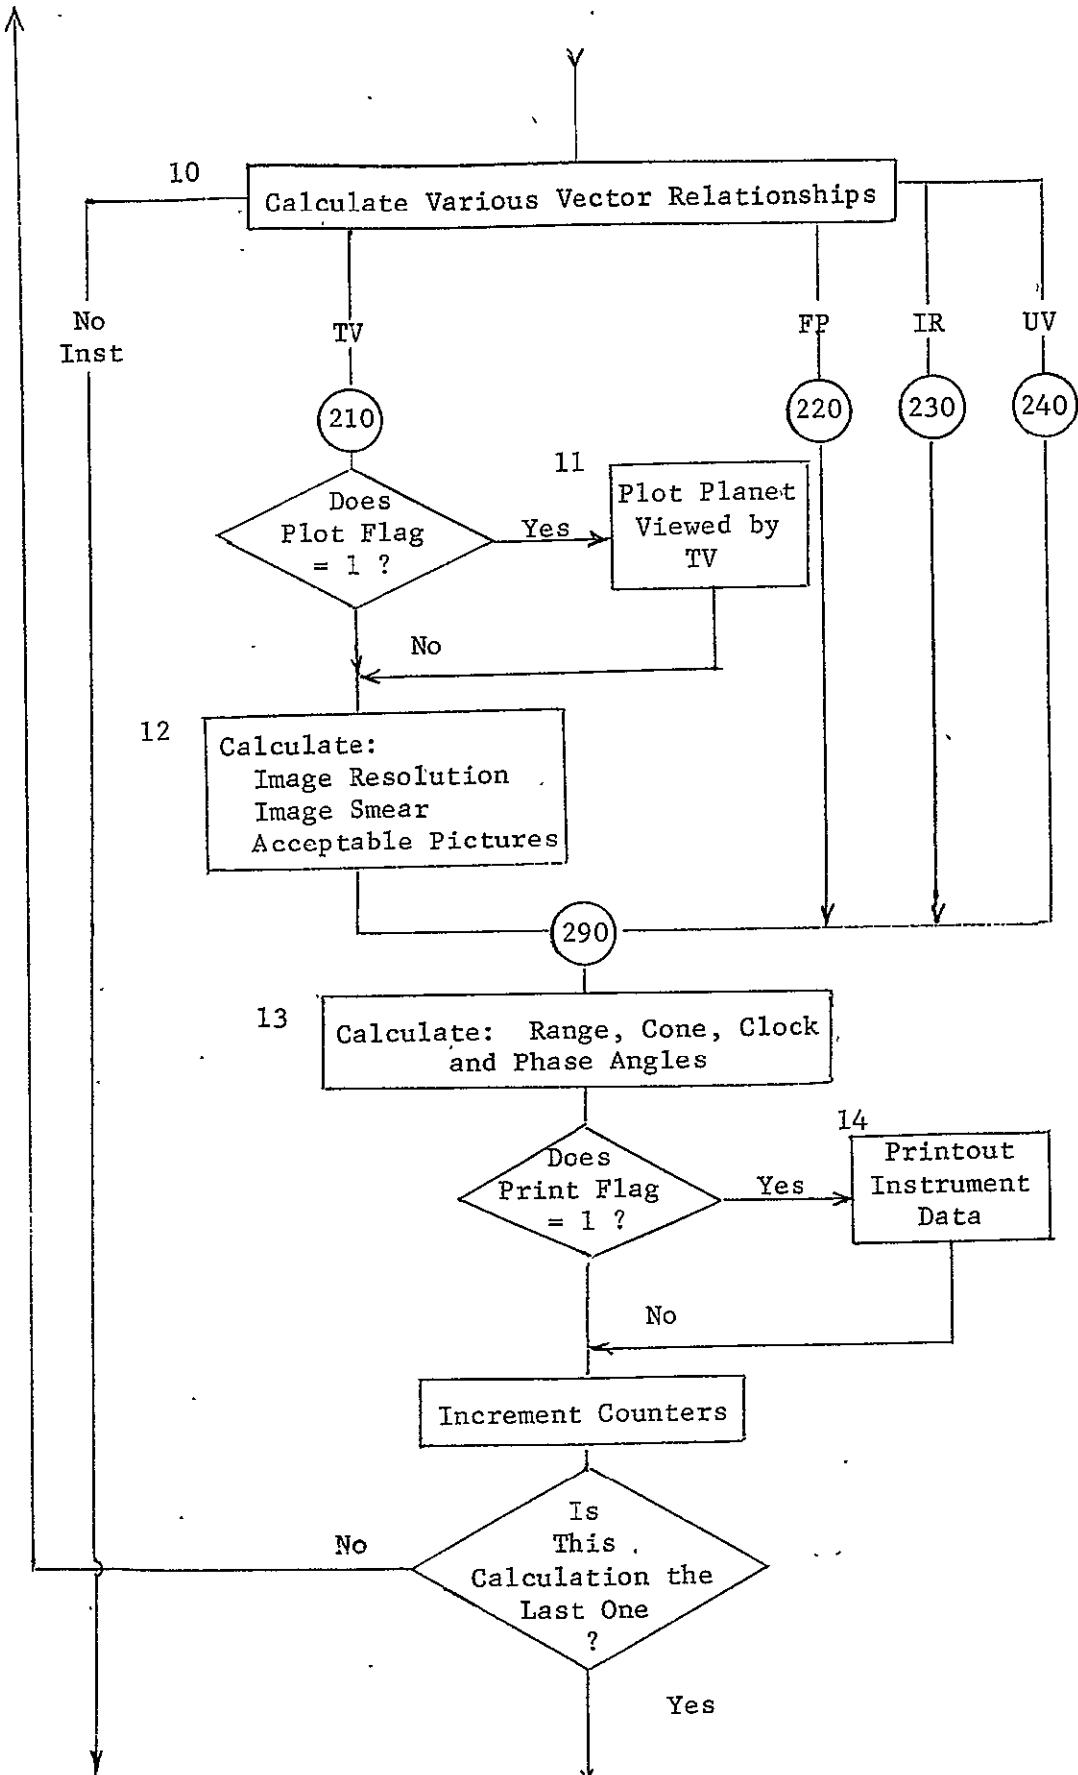 10
Calculate Various Vector Relationships
No
Inst
TV
FP
IR
UV
210
220
230
240
Does
Plot Flag
= 1 ?
Yes
11
Plot Planet
Viewed by
TV
No
12
Calculate:
Image Resolution
Image Smear
Acceptable Pictures
290
13
Calculate: Range, Cone, Clock
and Phase Angles
Does
Print Flag
= 1 ?
Yes
14
Printout
Instrument
Data
No
Increment Counters
Is
This
Calculation the
Last One
?
No
Yes